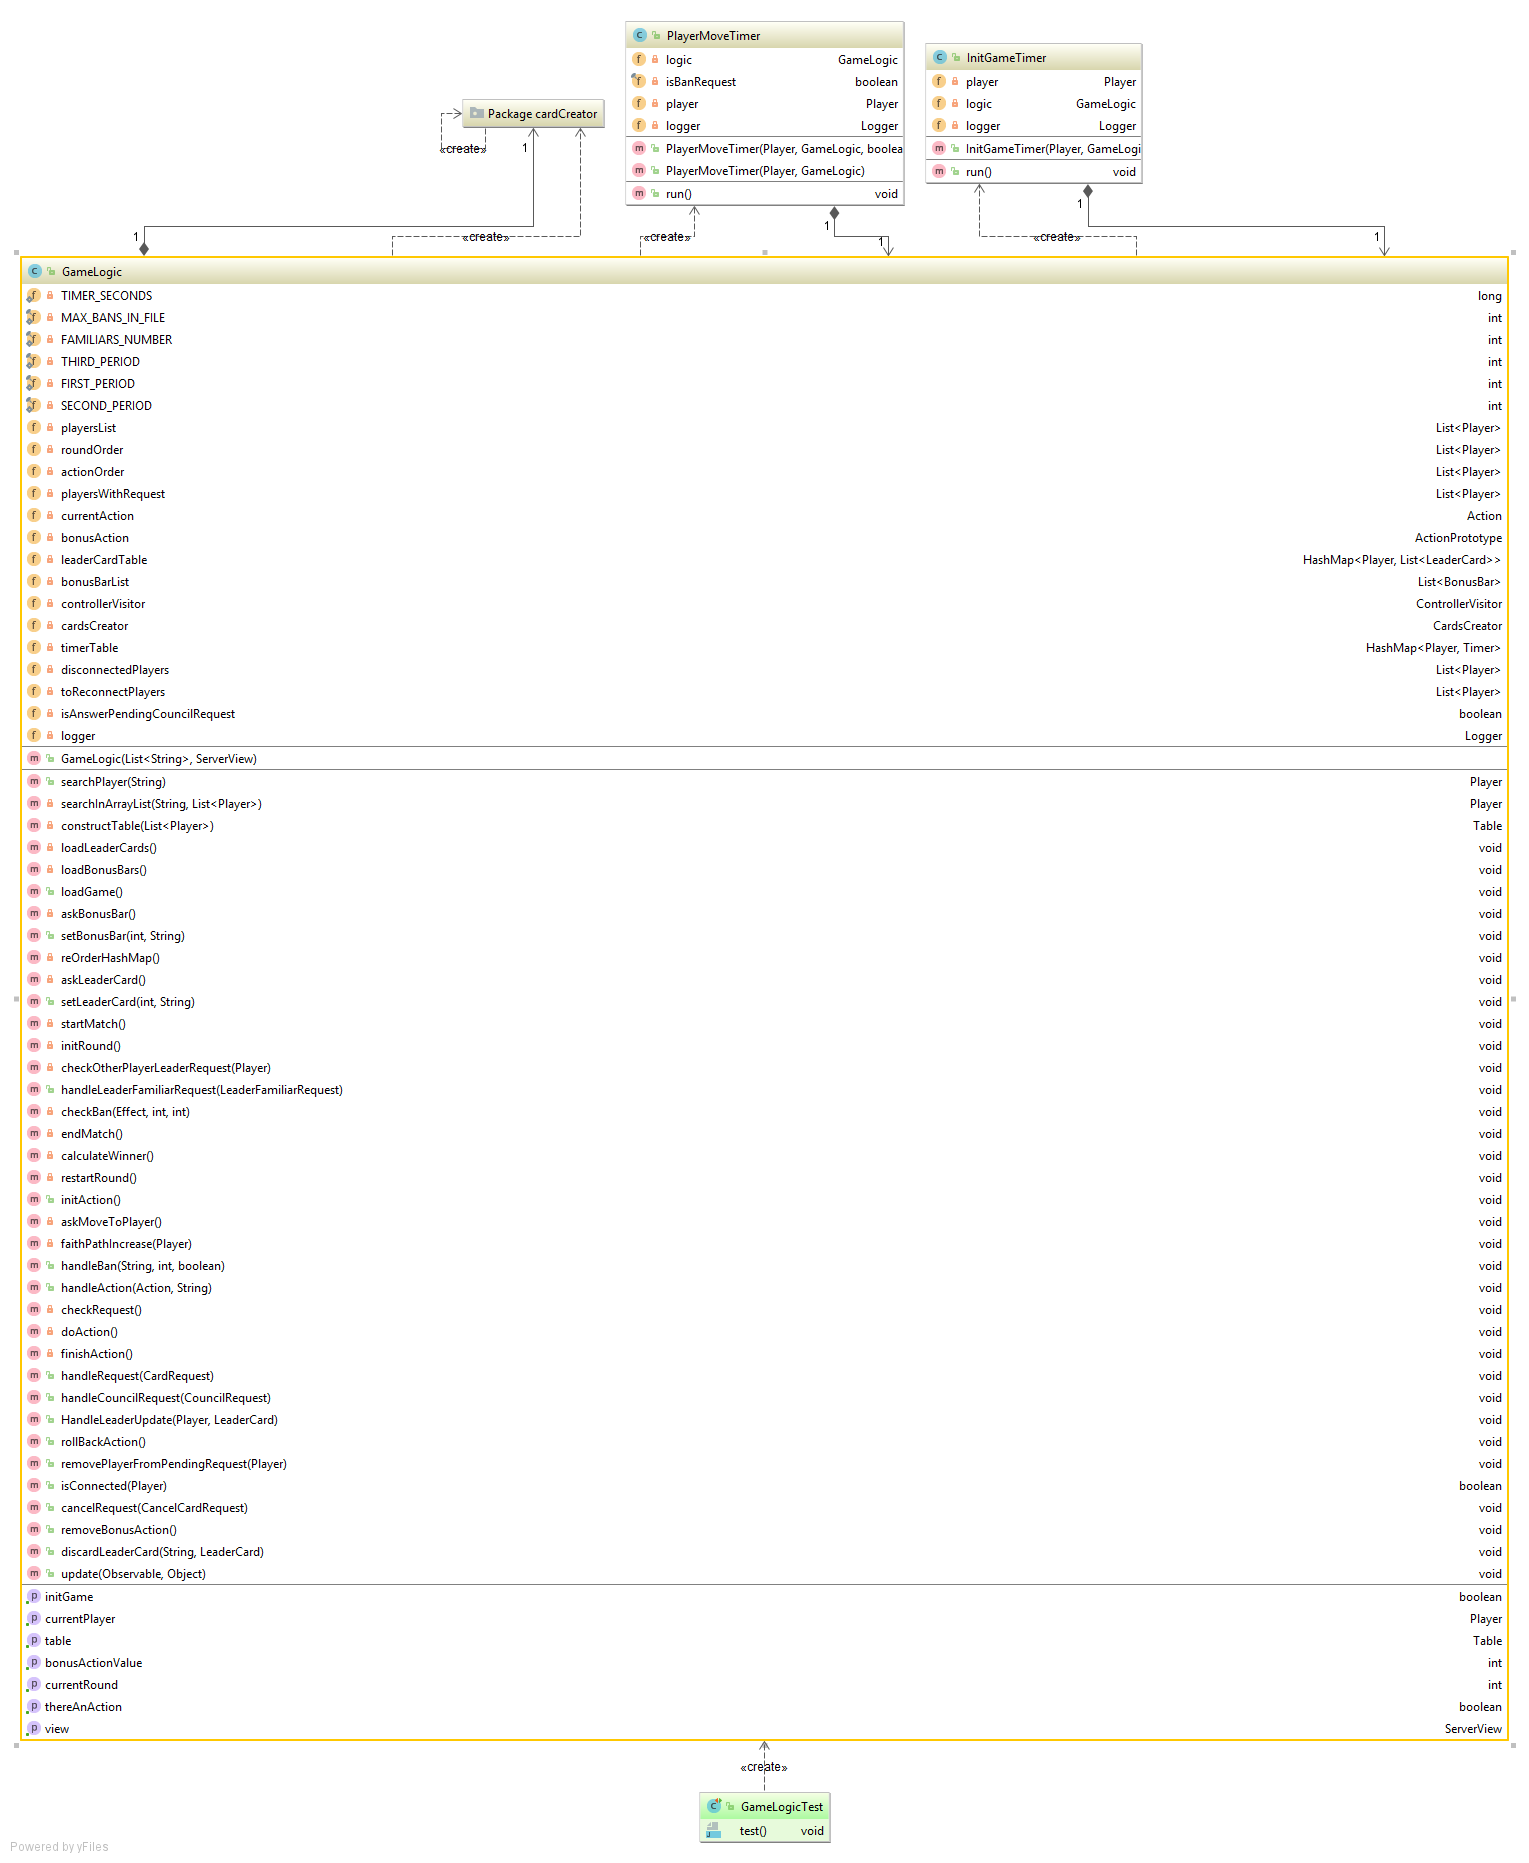 PlayerMoveTimer
logic GameLogic
isBanRequest boolean
player Player
logger Logger
PlayerMoveTimer(Player, GameLogic, boolea
PlayerMoveTimer(Player, GameLogic)
run() void
InitGameTimer
player Player
logic GameLogic
logger Logger
InitGameTimer(Player, GameLogi
run() void
Package cardCreator
«create»
1
1
«create»
«create»
1
1
«create»
1
1
GameLogic
TIMER_SECONDS long
MAX_BANS_IN_FILE int
FAMILIARS_NUMBER int
THIRD_PERIOD int
FIRST_PERIOD int
SECOND_PERIOD int
playersList List<Player>
roundOrder List<Player>
actionOrder List<Player>
playersWithRequest List<Player>
currentAction Action
bonusAction ActionPrototype
leaderCardTable HashMap<Player, List<LeaderCard>>
bonusBarList List<BonusBar>
controllerVisitor ControllerVisitor
cardsCreator CardsCreator
timerTable HashMap<Player, Timer>
disconnectedPlayers List<Player>
toReconnectPlayers List<Player>
isAnswerPendingCouncilRequest boolean
logger Logger
GameLogic(List<String>, ServerView)
searchPlayer(String) Player
searchInArrayList(String, List<Player>) Player
constructTable(List<Player>) Table
loadLeaderCards() void
loadBonusBars() void
loadGame() void
askBonusBar() void
setBonusBar(int, String) void
reOrderHashMap() void
askLeaderCard() void
setLeaderCard(int, String) void
startMatch() void
initRound() void
checkOtherPlayerLeaderRequest(Player) void
handleLeaderFamiliarRequest(LeaderFamiliarRequest) void
checkBan(Effect, int, int) void
endMatch() void
calculateWinner() void
restartRound() void
initAction() void
askMoveToPlayer() void
faithPathIncrease(Player) void
handleBan(String, int, boolean) void
handleAction(Action, String) void
checkRequest() void
doAction() void
finishAction() void
handleRequest(CardRequest) void
handleCouncilRequest(CouncilRequest) void
HandleLeaderUpdate(Player, LeaderCard) void
rollBackAction() void
removePlayerFromPendingRequest(Player) void
isConnected(Player) boolean
cancelRequest(CancelCardRequest) void
removeBonusAction() void
discardLeaderCard(String, LeaderCard) void
update(Observable, Object) void
initGame boolean
currentPlayer Player
table Table
bonusActionValue int
currentRound int
thereAnAction boolean
view ServerView
«create»
GameLogicTest
test() void
Powered by yFiles